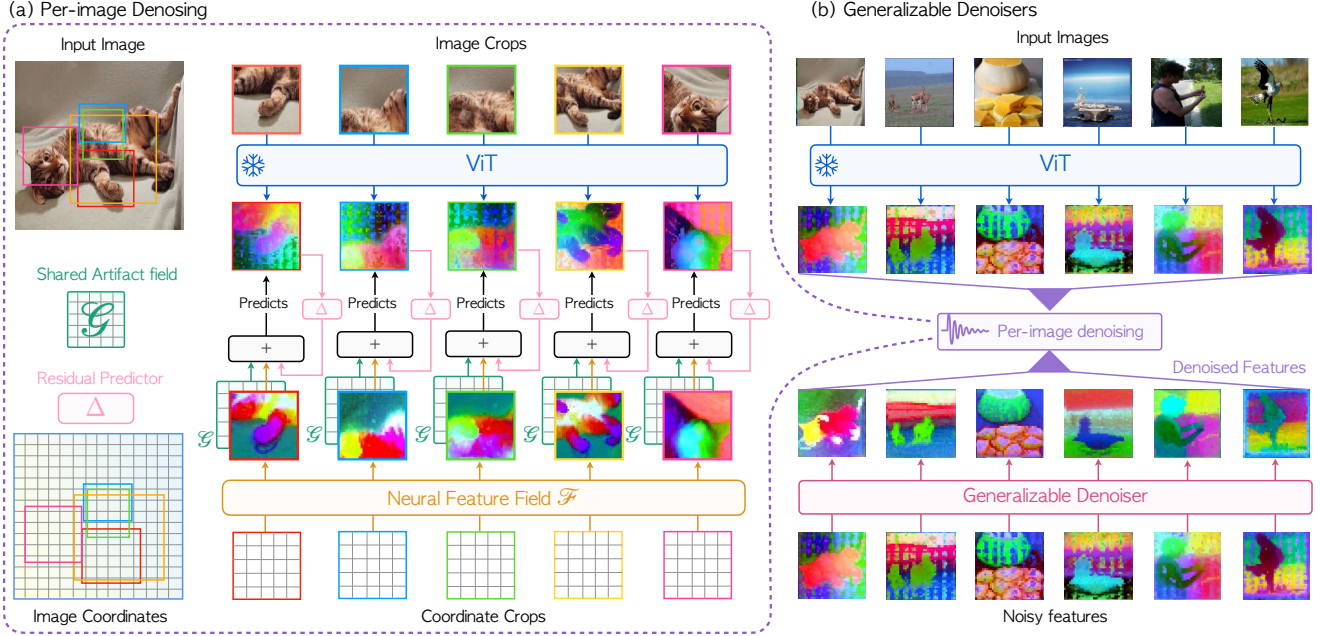 (a) Per-image Denosing
(b) Generalizable Denoisers
Input Image
Image Crops
Input Images
ViT
ViT
Shared Artifact field
𝒢
Predicts
Predicts
Predicts
Predicts
Predicts
Δ
Δ
Δ
Δ
Δ
Per-image denoising
+
+
+
+
+
Residual Predictor
Δ
Denoised Features
𝒢
𝒢
𝒢
𝒢
𝒢
Neural Feature Field ℱ
Generalizable Denoiser
Image Coordinates
Coordinate Crops
Noisy features